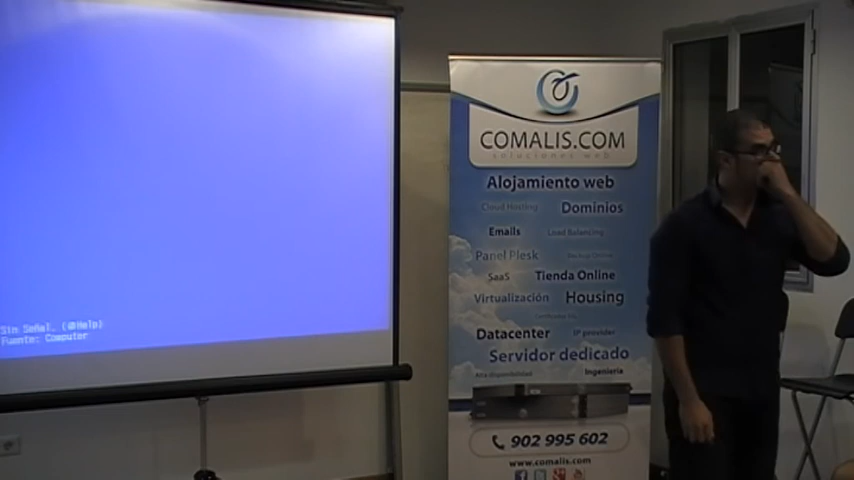 Sin Señal. (@Help)
Fuente: Computer
COMALIS.COM
soluciones web
Alojamiento web
Cloud Hosting
Dominios
Emails
Load Balancing
Panel Plesk
Backup Online
SaaS
Tienda Online
Virtualización
Housing
Datacenter
IP provider
Servidor dedicado
Alta disponibilidad
Ingeniería
902 995 602
www.comalis.com